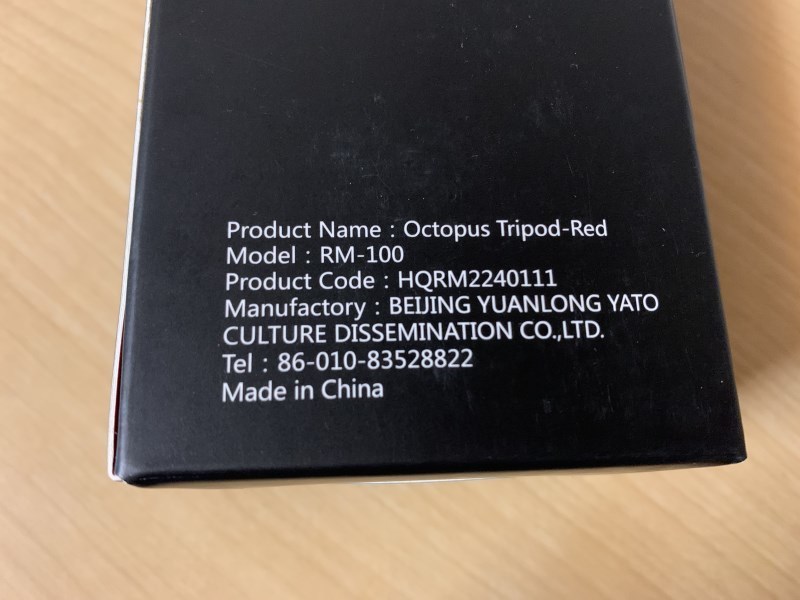 Product Name : Octopus Tripod-Red
Model : RM-100
Product Code : HQRM2240111
Manufactory : BEIJING YUANLONG YATO
CULTURE DISSEMINATION CO.,LTD.
Tel : 86-010-83528822
Made in China